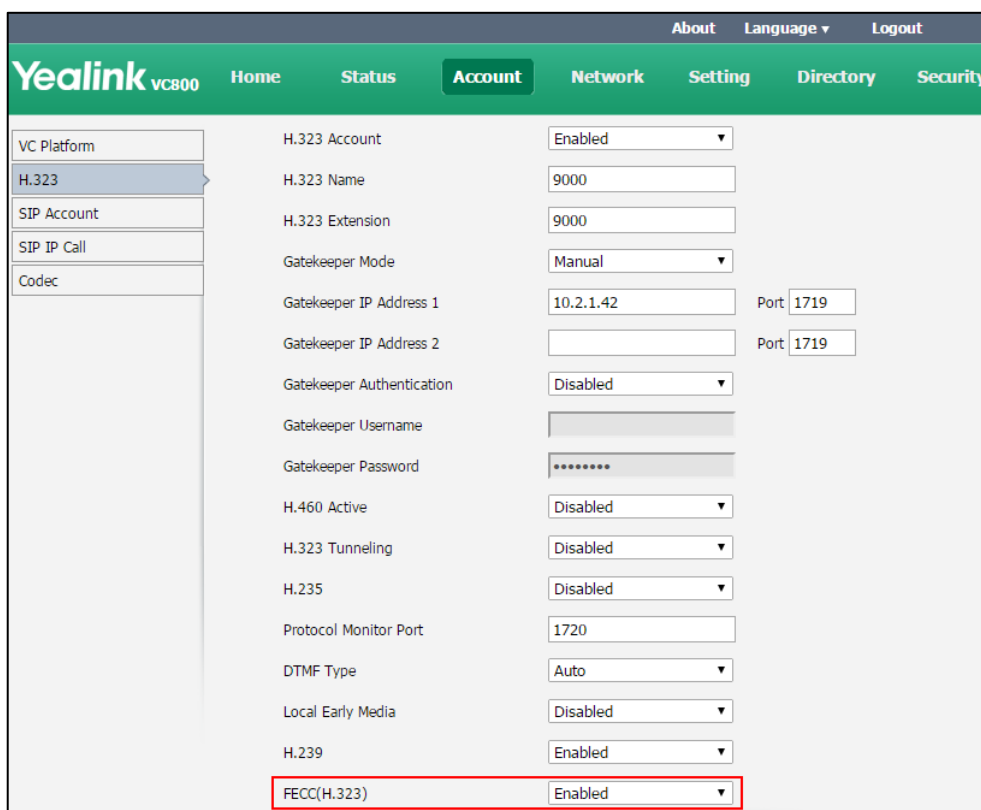 About Language ▾ Logout
Yealink VC800 Home Status Account Network Setting Directory Security
VC Platform
H.323
SIP Account
SIP IP Call
Codec
H.323 Account Enabled
H.323 Name 9000
H.323 Extension 9000
Gatekeeper Mode Manual
Gatekeeper IP Address 1 10.2.1.42 Port 1719
Gatekeeper IP Address 2 Port 1719
Gatekeeper Authentication Disabled
Gatekeeper Username
Gatekeeper Password ••••••••
H.460 Active Disabled
H.323 Tunneling Disabled
H.235 Disabled
Protocol Monitor Port 1720
DTMF Type Auto
Local Early Media Disabled
H.239 Enabled
FECC(H.323) Enabled